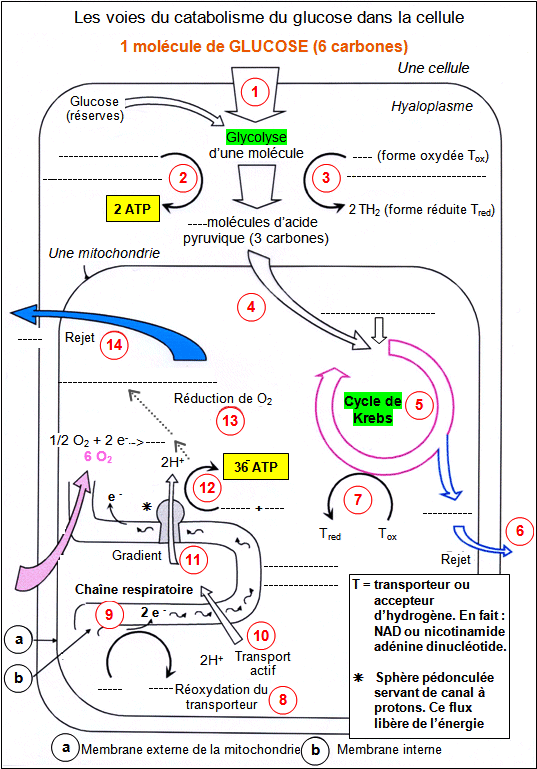 Les voies du catabolisme du glucose dans la cellule
1 molécule de GLUCOSE (6 carbones)
Une cellule
1
Hyaloplasme
Glucose
(réserves)
Glycolyse
d'une molécule
---- (forme oxydée Tox)
2
3
2 ATP
2 TH2 (forme réduite Tred)
----molécules d'acide
pyruvique (3 carbones)
Une mitochondrie
4
Rejet
14
Réduction de O2
13
Cycle de
Krebs
5
1/2 O2 + 2 e-->----
6 O2
2H+
36 ATP
12
7
e -
----- + --
*
Tred
Tox
6
Gradient
11
Rejet
Chaîne respiratoire
9
2 e-
10
2H+
Transport
actif
a
b
Réoxydation du
transporteur
8
T = transporteur ou
accepteur
d'hydrogène. En fait :
NAD ou nicotinamide
adénine dinucléotide.
* Sphère pédonculée
servant de canal à
protons. Ce flux
libère de l'énergie
a Membrane externe de la mitochondrie b Membrane interne